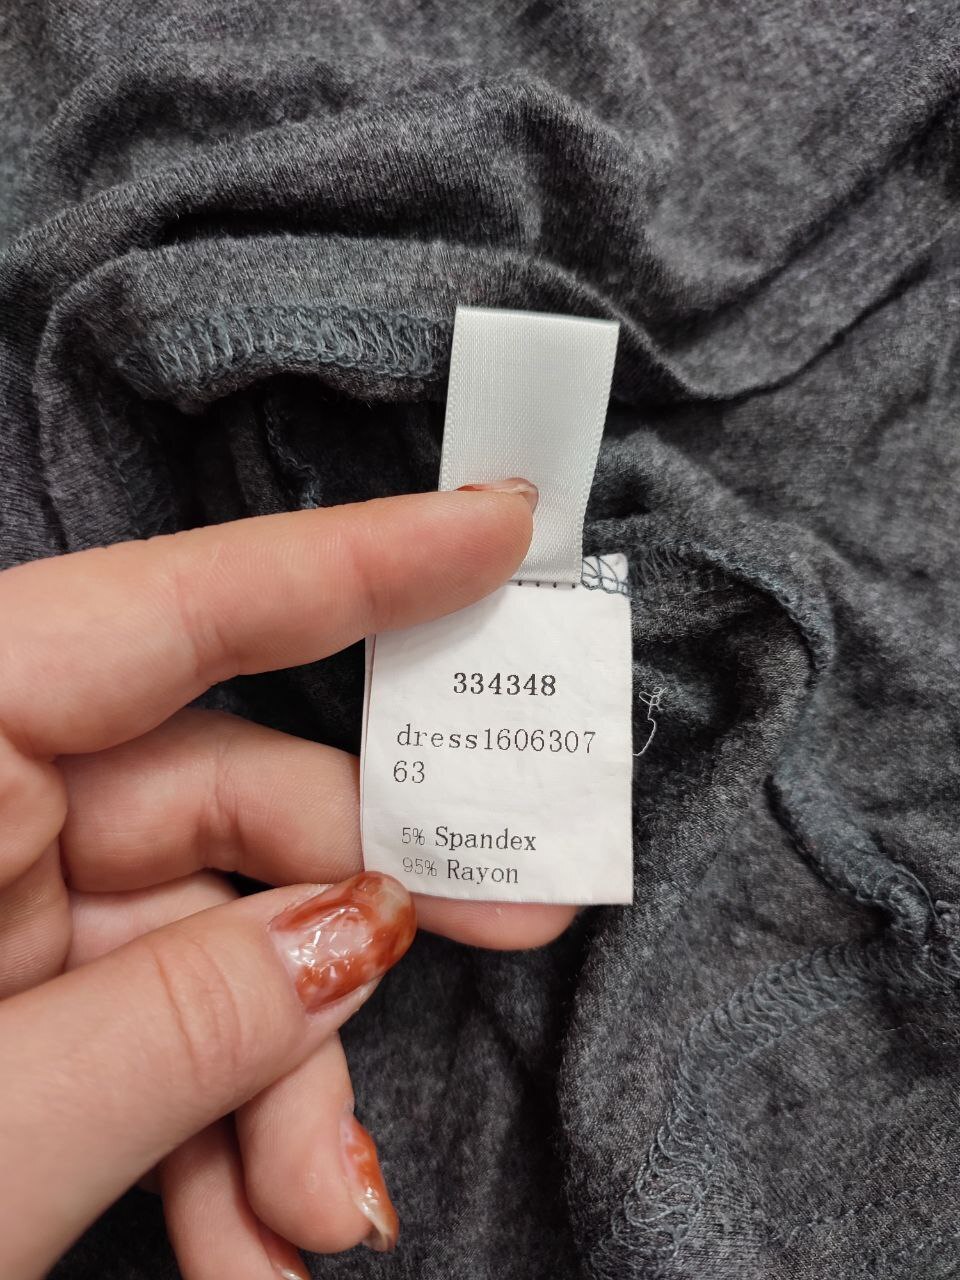 334348
dress1606307
63
5% Spandex
95% Rayon